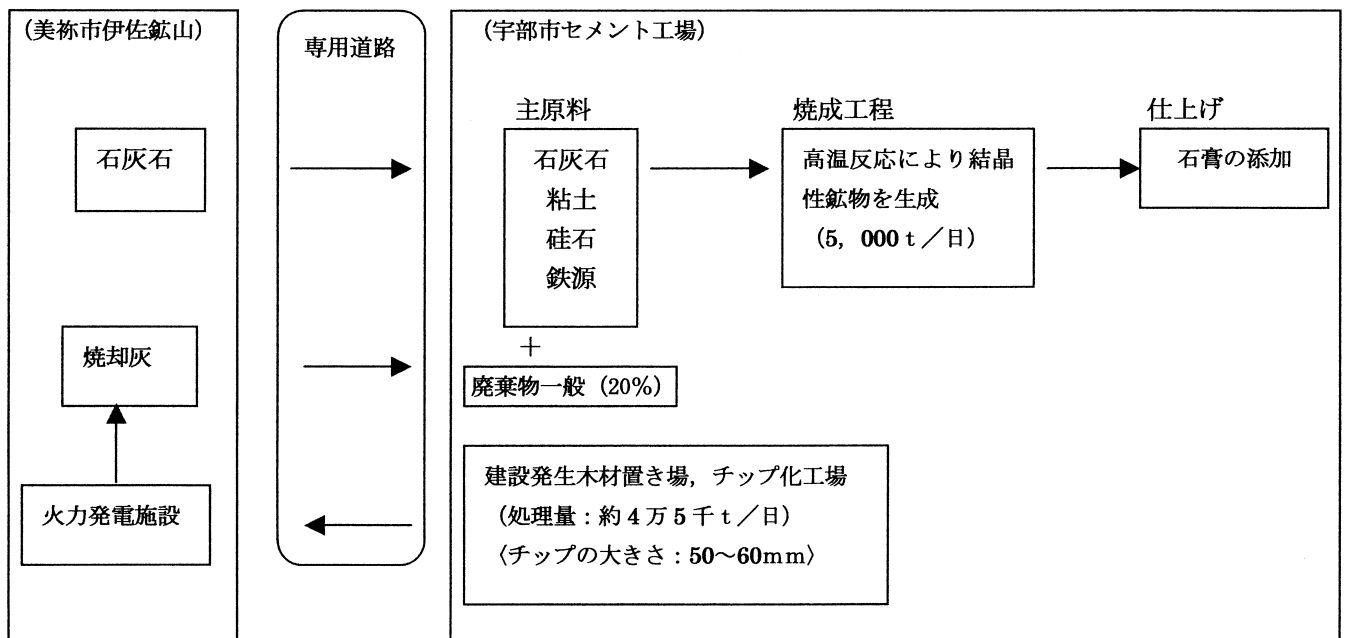 (美祢市伊佐鉱山)
石灰石
焼却灰
火力発電施設
専用道路
(宇部市セメント工場)
主原料
石灰石
粘土
硅石
鉄源
＋
廃棄物一般 (20%)
焼成工程
高温反応により結晶
性鉱物を生成
(5, 000ｔ／日)
仕上げ
石膏の添加
建設発生木材置き場, チップ化工場
(処理量：約４万５千ｔ／日)
〈チップの大きさ：50～60ｍｍ〉